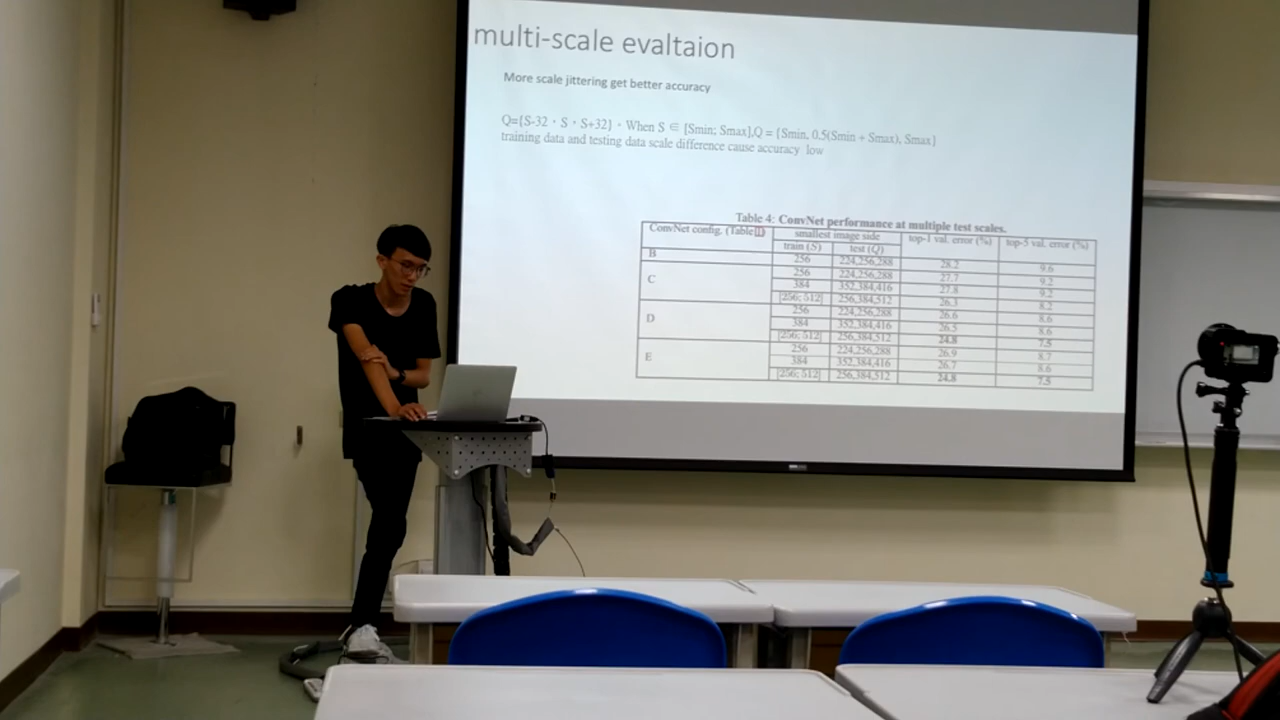 multi-scale evaltaion
More scale jittering get better accuracy
Q={S-32，S，S+32}，When S ∈ [Smin; Smax],Q = {Smin, 0.5(Smin + Smax), Smax}
training data and testing data scale difference cause accuracy low
Table 4: ConvNet performance at multiple test scales.
ConvNet config. (Table 1) smallest image side top-1 val. error (%) top-5 val. error (%)
train (S) test (Q)
B 256 224,256,288 28.2 9.6
C 256 224,256,288 27.7 9.2
384 352,384,416 27.8 9.2
[256; 512] 256,384,512 26.3 8.2
D 256 224,256,288 26.6 8.6
384 352,384,416 26.5 8.6
[256; 512] 256,384,512 24.8 7.5
E 256 224,256,288 26.9 8.7
384 352,384,416 26.7 8.6
[256; 512] 256,384,512 24.8 7.5